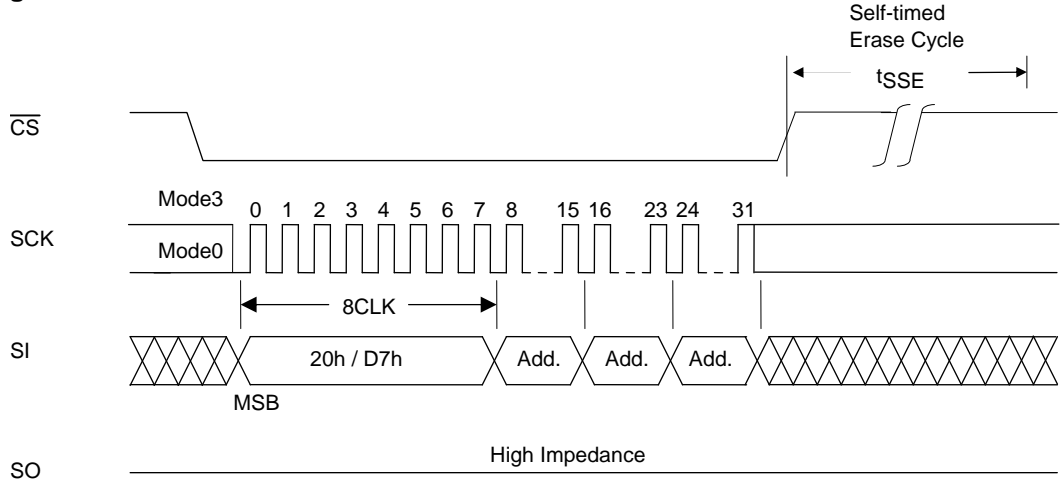 Self-timed
Erase Cycle
tSSE
CS
Mode3
0 1 2 3 4 5 6 7 8 15 16 23 24 31
SCK
Mode0
8CLK
SI
20h / D7h Add. Add. Add.
MSB
High Impedance
SO